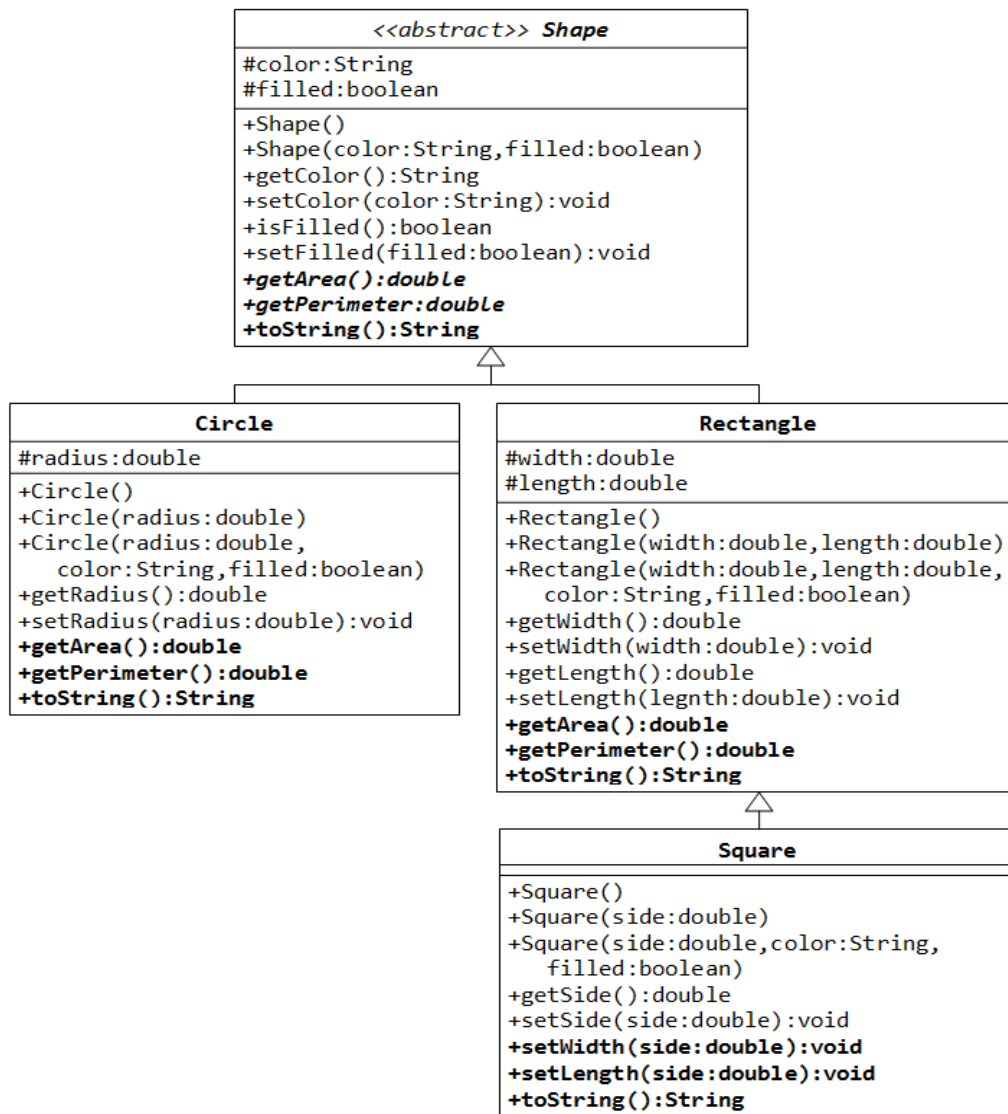 <<abstract>> Shape
#color:String
#filled:boolean
+Shape()
+Shape(color:String,filled:boolean)
+getColor():String
+setColor(color:String):void
+isFilled():boolean
+setFilled(filled:boolean):void
+getArea():double
+getPerimeter:double
+toString():String
Circle
#radius:double
+Circle()
+Circle(radius:double)
+Circle(radius:double,
color:String,filled:boolean)
+getRadius():double
+setRadius(radius:double):void
+getArea():double
+getPerimeter():double
+toString():String
Rectangle
#width:double
#length:double
+Rectangle()
+Rectangle(width:double,length:double)
+Rectangle(width:double,length:double,
color:String,filled:boolean)
+getWidth():double
+setWidth(width:double):void
+getLength():double
+setLength(legnth:double):void
+getArea():double
+getPerimeter():double
+toString():String
Square
+Square()
+Square(side:double)
+Square(side:double,color:String,
filled:boolean)
+getSide():double
+setSide(side:double):void
+setWidth(side:double):void
+setLength(side:double):void
+toString():String